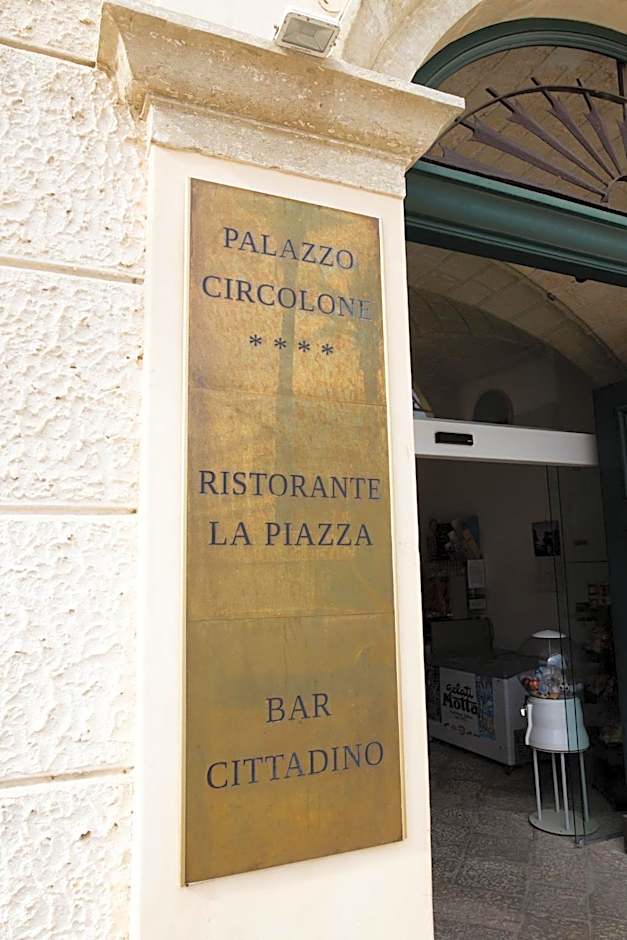 PALAZZO
CIRCOLONE
****
RISTORANTE
LA PIAZZA
BAR
CITTADINO
Gelati
Motta